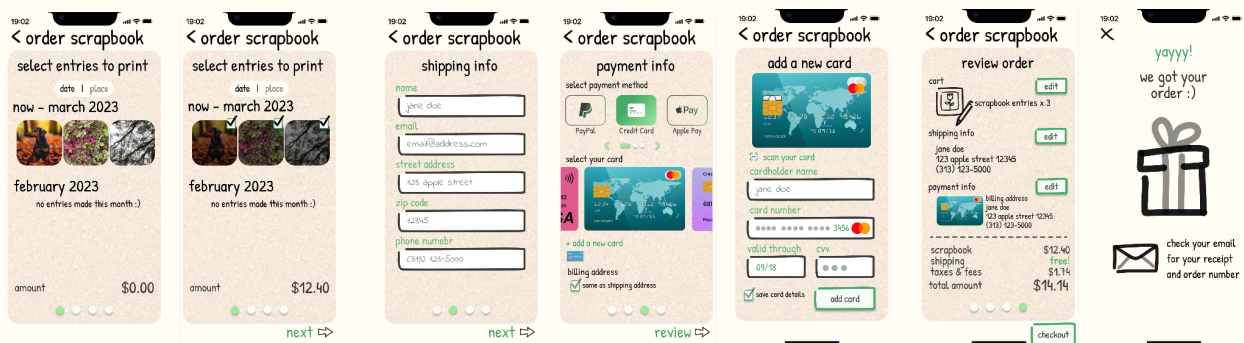 19:02
< order scrapbook
select entries to print
date | place
now - march 2023
february 2023
no entries made this month :)
amount $0.00
19:02
< order scrapbook
select entries to print
date | place
now - march 2023
february 2023
no entries made this month :)
amount $12.40
next
19:02
< order scrapbook
shipping info
name
jane doe
email
email@address.com
street address
123 apple street
zip code
12345
phone numebr
(313) 123-5000
next
19:02
< order scrapbook
payment info
select payment method
PayPal
Credit Card
Apple Pay
Pay
select your card
+ add a new card
billing address
same as shipping address
review
19:02
< order scrapbook
add a new card
scan your card
cardholder name
jane doe
card number
3456
valid through cvv
09/18
save card details
add card
19:02
< order scrapbook
review order
cart
edit
scrapbook entries x 3
shipping info
edit
jane doe
123 apple street 12345
(313) 123-5000
payment info
edit
billing address
jane doe
123 apple street 12345
(313) 123-5000
scrapbook $12.40
shipping free!
taxes & fees $1.74
total amount $14.14
checkout
19:02
yayyy!
we got your
order :)
check your email
for your receipt
and order number